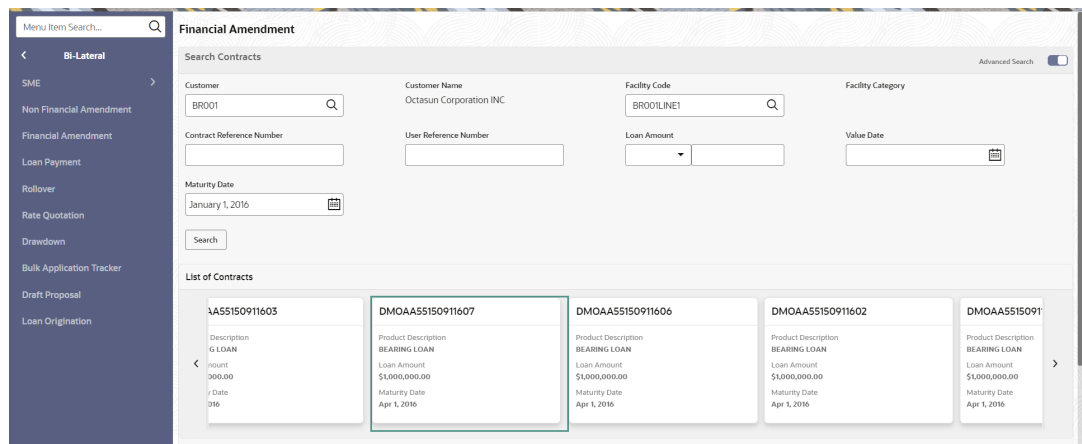 Menu Item Search...
Bi-Lateral
SME
Non Financial Amendment
Financial Amendment
Loan Payment
Rollover
Rate Quotation
Drawdown
Bulk Application Tracker
Draft Proposal
Loan Origination
Financial Amendment
Search Contracts
Advanced Search
Customer Customer Name Facility Code Facility Category
BR001 Octasun Corporation INC BR001LINE1
Contract Reference Number User Reference Number Loan Amount Value Date
Maturity Date
January 1, 2016
Search
List of Contracts
AA55150911603 DMOAA55150911607 DMOAA55150911606 DMOAA55150911602 DMOAA5515091
Description Product Description Product Description Product Description Product Description
G LOAN BEARING LOAN BEARING LOAN BEARING LOAN BEARING LOAN
mount Loan Amount Loan Amount Loan Amount Loan Amount
000.00 $1,000,000.00 $1,000,000.00 $1,000,000.00 $1,000,000.00
Date Maturity Date Maturity Date Maturity Date Maturity Date
016 Apr 1, 2016 Apr 1, 2016 Apr 1, 2016 Apr 1, 2016